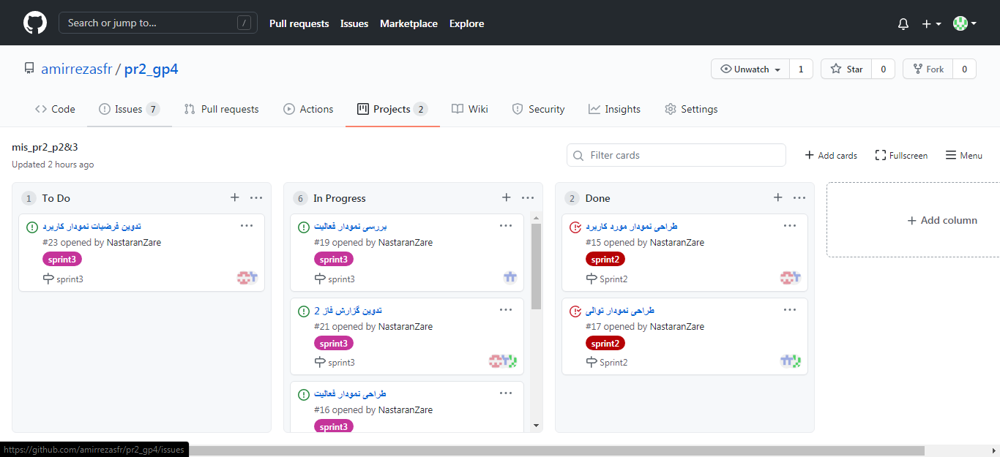 Search or jump to... /
Pull requests Issues Marketplace Explore
amirrezasfr / pr2_gp4
Unwatch 1 Star 0 Fork 0
Code Issues 7 Pull requests Actions Projects 2 Wiki Security Insights Settings
mis_pr2_p2&3
Updated 2 hours ago
Filter cards
Add cards Fullscreen Menu
1 To Do
تدوین فرضیات نمودار کاربرد
#23 opened by NastaranZare
sprint3
sprint3
6 In Progress
بررسی نمودار فعالیت
#19 opened by NastaranZare
sprint3
sprint3
تدوین گزارش فاز 2
#21 opened by NastaranZare
sprint3
sprint3
طراحی نمودار فعالیت
#16 opened by NastaranZare
sprint3
2 Done
طراحی نمودار مورد کاربرد
#15 opened by NastaranZare
sprint2
Sprint2
طراحی نمودار توالی
#17 opened by NastaranZare
sprint2
Sprint2
Add column
https://github.com/amirrezasfr/pr2_gp4/issues